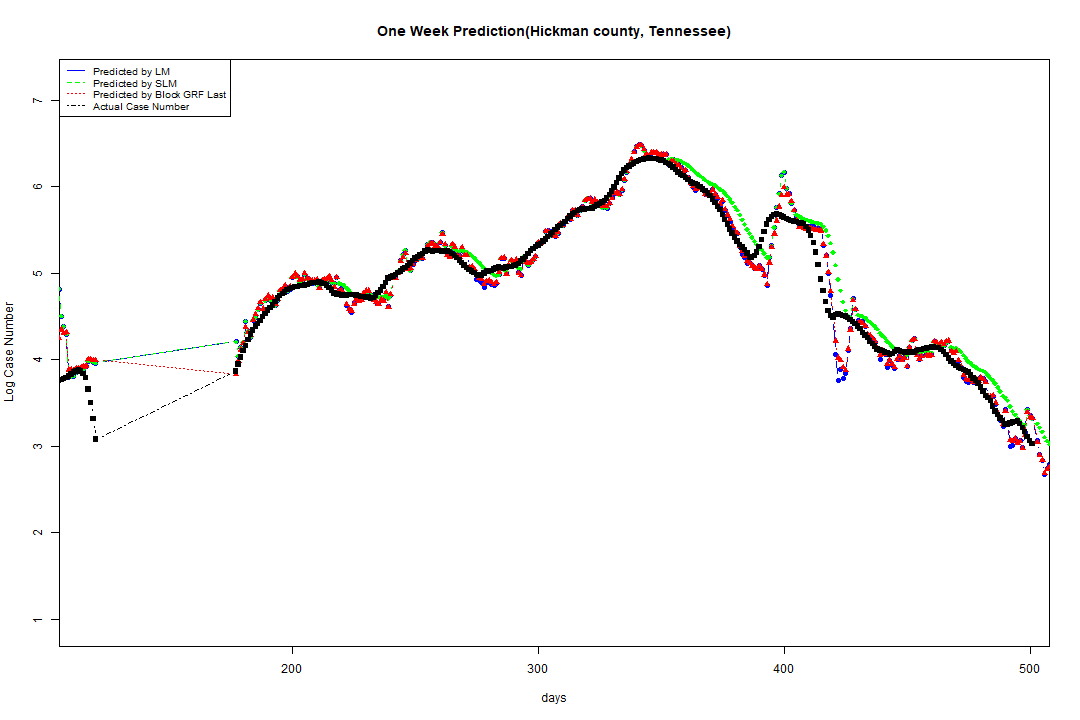 One Week Prediction(Hickman county, Tennessee)
Predicted by LM
Predicted by SLM
Predicted by Block GRF Last
Actual Case Number
7
6
5
4
3
2
1
Log Case Number
200 300 400 500
days